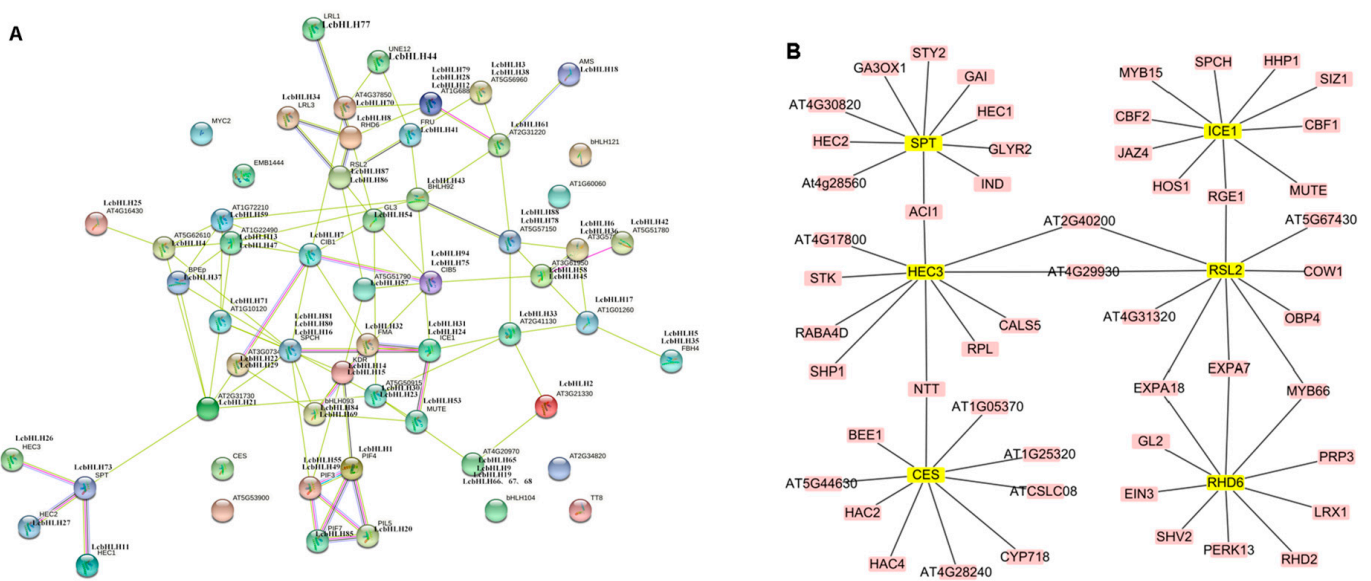 A
LRL1
LcbHLH77
UNE12
LcbHLH44
LcbHLH79
LcbHLH28
LcbHLH12
AT1G688
FRU
LcbHLH3
LcbHLH38
AT5G56960
AMS
LcbHLH18
LcbHLH34
LRL3
AT4G37850
LcbHLH70
LcbHLH8
RHD6
LcbHLH41
LcbHLH61
AT2G31220
MYC2
bHLH121
RSL2
LcbHLH87
LcbHLH86
EMB1444
LcbHLH43
BHLH92
AT1G60060
LcbHLH25
AT4G16430
AT1G72210
LcbHLH59
GL3
LcbHLH54
LcbHLH88
LcbHLH78
AT5G57150
LcbHLH6
LcbHLH36
LcbHLH42
AT5G51780
AT5G62610
LcbHLH4
AT1G22490
LcbHLH13
LcbHLH47
LcbHLH7
CIB1
LcbHLH94
LcbHLH75
CIB5
AT3G61950
LcbHLH58
LcbHLH45
BPEp
LcbHLH37
AT5G51790
LcbHLH57
LcbHLH71
AT1G10120
LcbHLH81
LcbHLH80
LcbHLH16
SPCH
LcbHLH32
FMA
LcbHLH31
LcbHLH24
ICE1
LcbHLH33
AT2G41130
LcbHLH17
AT1G01260
LcbHLH5
LcbHLH35
FBH4
AT3G0734
LcbHLH22
LcbHLH29
KDR
LcbHLH14
LcbHLH15
AT5G50915
LcbHLH30
LcbHLH23
LcbHLH2
AT3G21330
AT2G31730
LcbHLH21
bHLH093
LcbHLH84
LcbHLH69
LcbHLH53
MUTE
LcbHLH26
HEC3
LcbHLH73
SPT
CES
LcbHLH55
LcbHLH49
PIF3
LcbHLH1
PIF4
AT4G20970
LcbHLH65
LcbHLH9
LcbHLH19
LcbHLH66、67、68
AT2G34820
HEC2
LcbHLH27
AT5G53900
bHLH104
TT8
PIF7
LcbHLH85
PIL5
LcbHLH20
LcbHLH11
HEC1
B
STY2
GA3OX1
GAI
AT4G30820
HEC1
HEC2
SPT
GLYR2
At4g28560
IND
ACI1
SPCH
HHP1
MYB15
SIZ1
CBF2
ICE1
CBF1
JAZ4
HOS1
MUTE
RGE1
AT2G40200
AT5G67430
AT4G17800
STK
HEC3
AT4G29930
RSL2
COW1
RABA4D
CALS5
AT4G31320
OBP4
SHP1
RPL
NTT
EXPA18
EXPA7
MYB66
BEE1
AT1G05370
AT1G25320
AT5G44630
CES
ATCSLC08
HAC2
HAC4
AT4G28240
CYP718
GL2
PRP3
EIN3
RHD6
LRX1
SHV2
PERK13
RHD2